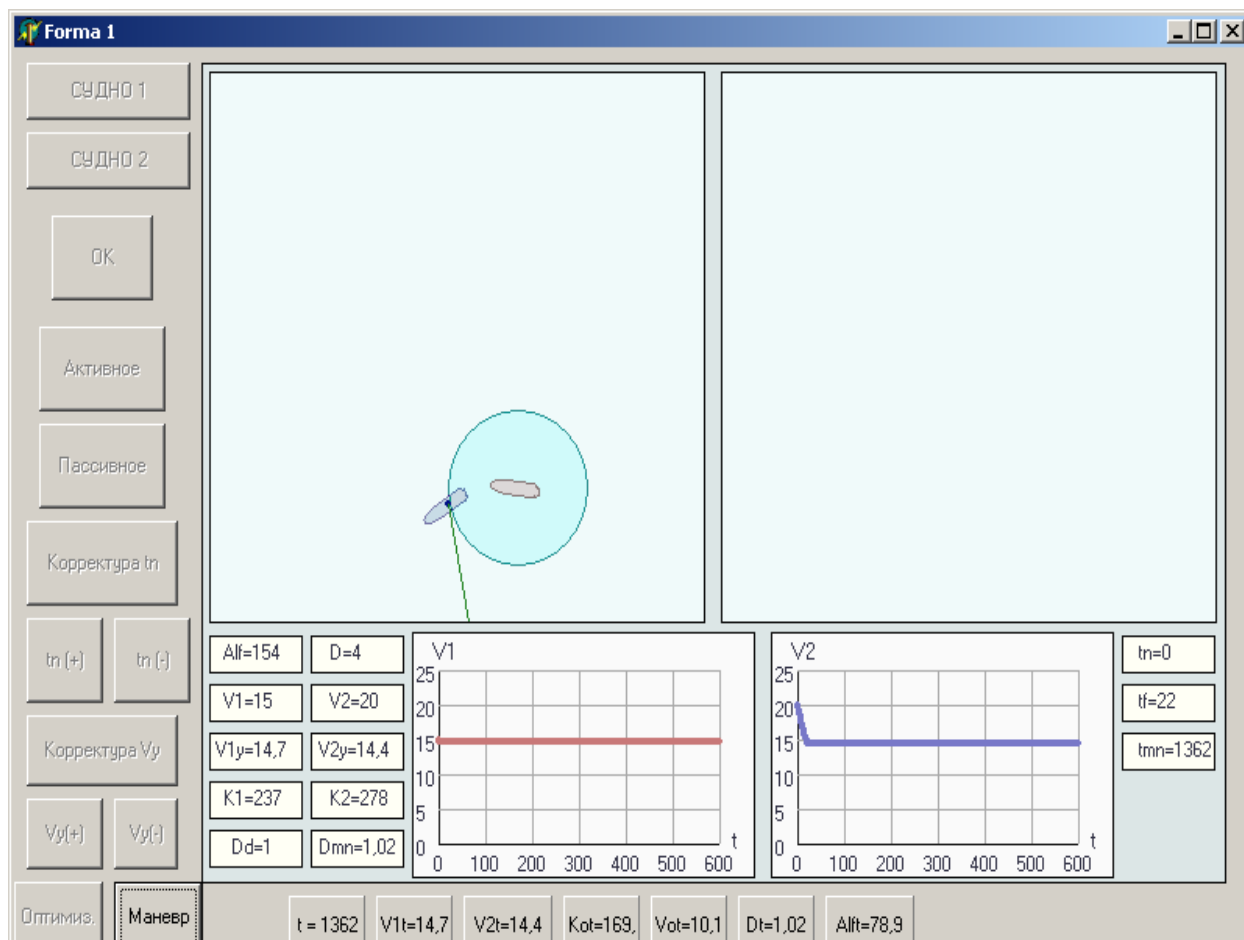 Forma 1
СУДНО 1
СУДНО 2
OK
Активное
Пассивное
Корректура tn
tn (+) tn (-)
Корректура Vy
Vy(+) Vy(-)
Оптимиз. Маневр
Alf=154 D=4
V1=15 V2=20
V1y=14,7 V2y=14,4
K1=237 K2=278
Dd=1 Dmn=1,02
V1
25
20
15
10
5
0
0 100 200 300 400 500 600
t
V2
25
20
15
10
5
0
0 100 200 300 400 500 600
t
tn=0
tf=22
tmn=1362
t = 1362 V1t=14,7 V2t=14,4 Kot=169, Vot=10,1 Dt=1,02 Alft=78,9